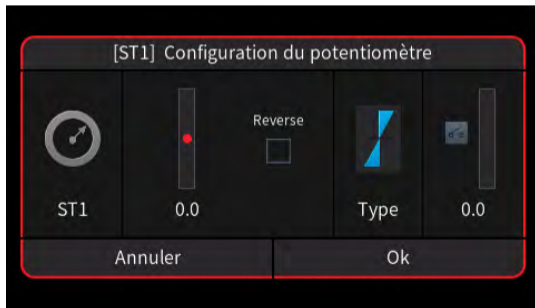 [ST1] Configuration du potentiomètre
Reverse
ST1
0.0
Type
0.0
Annuler
Ok